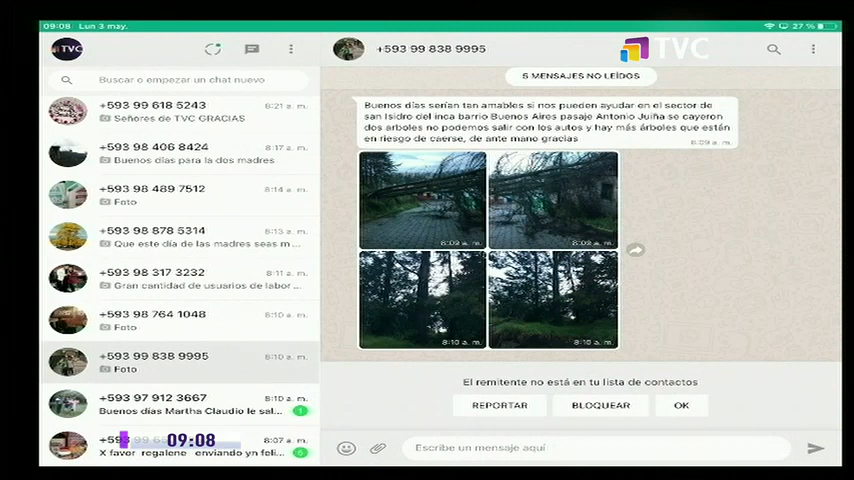 09:08 Lun 3 may.
27 %
TVC
+593 99 838 9995
TVC
Buscar o empezar un chat nuevo
5 MENSAJES NO LEÍDOS
+593 99 618 5243
8:21 a. m.
Señores de TVC GRACIAS
+593 98 406 8424
8:17 a. m.
Buenos días para la dos madres
+593 98 489 7512
8:14 a. m.
Foto
+593 98 878 5314
8:13 a. m.
Que este día de las madres seas m...
+593 98 317 3232
8:11 a. m.
Gran cantidad de usuarios de labor ...
+593 98 764 1048
8:10 a. m.
Foto
+593 99 838 9995
8:10 a. m.
Foto
+593 97 912 3667
8:10 a. m.
Buenos días Martha Claudio le sal...
1
+593 99
8:07 a. m.
09:08
X favor regalene enviando yn feli...
6
Buenos días serían tan amables si nos pueden ayudar en el sector de
san Isidro del inca barrio Buenos Aires pasaje Antonio Juiña se cayeron
dos arboles no podemos salir con los autos y hay más árboles que están
en riesgo de caerse, de ante mano gracias
8:09 a. m.
8:09 a. m.
8:09 a. m.
8:10 a. m.
8:10 a. m.
El remitente no está en tu lista de contactos
REPORTAR
BLOQUEAR
OK
Escribe un mensaje aquí